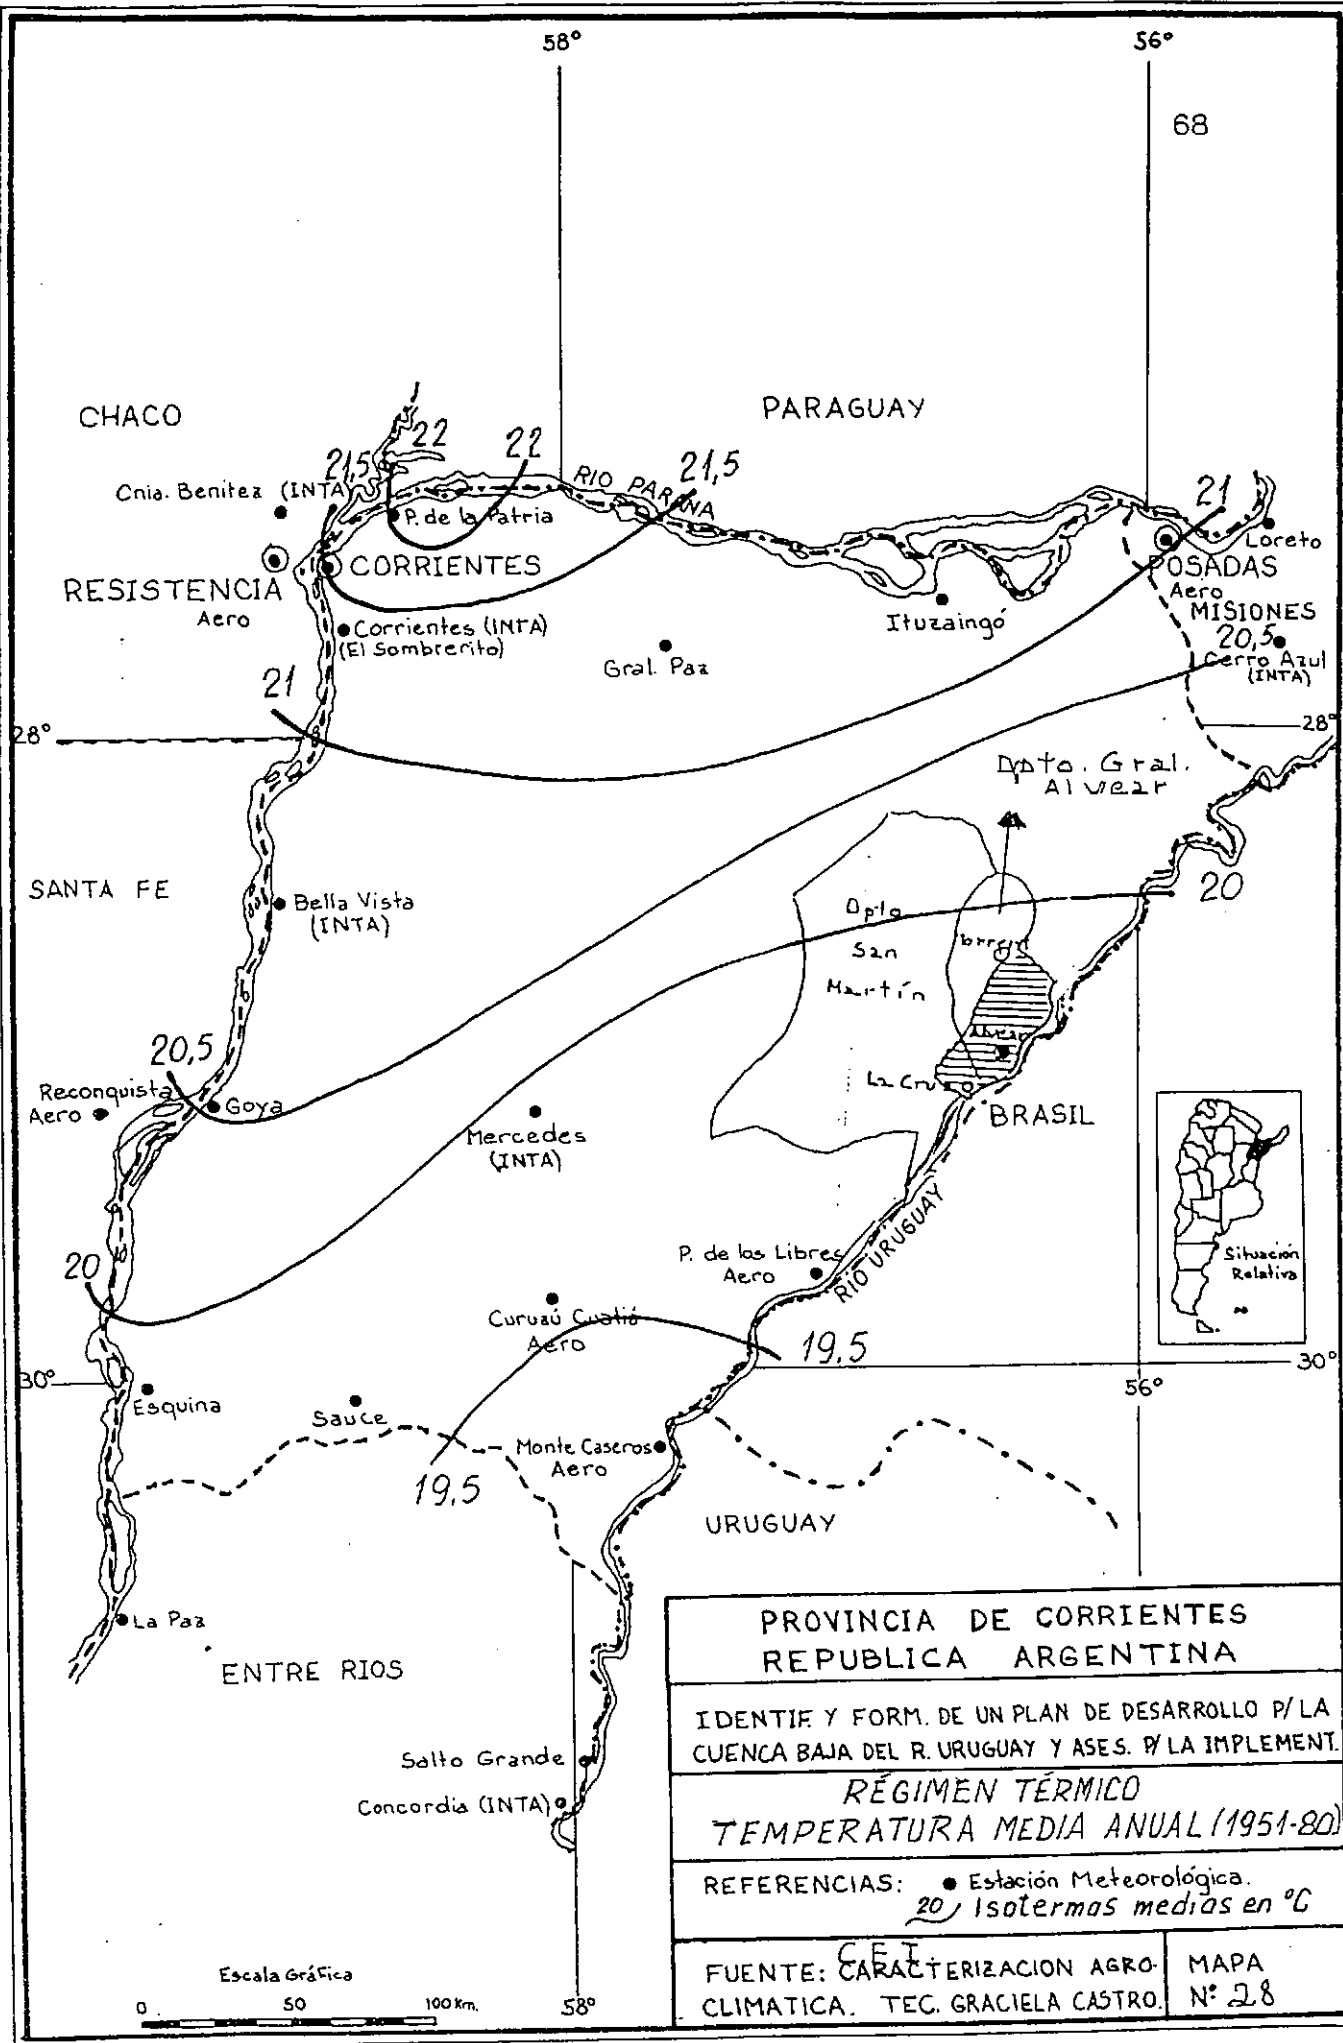 58°
56°
68
CHACO
PARAGUAY
21,5
22
22
21,5
RIO PARANA
21
Cnia. Benitez (INTA)
P. de la Patria
Loreto
CORRIENTES
POSADAS
Aero
RESISTENCIA
Aero
MISIONES
Ituzaingó
Corrientes (INTA)
(El Sombrerito)
20,5
Cerro Azul
(INTA)
Gral. Paz
21
28°
28°
Dpto. Gral.
Alvear
SANTA FE
Bella Vista
(INTA)
20
Dpto
San
Martín
Alvear
20,5
Reconquista
Aero
Goya
La Cruz
BRASIL
Mercedes
(INTA)
RIO URUGUAY
P. de los Libres
Aero
Situación
Relativa
20
Curuzú Cuatiá
Aero
19.5
30°
30°
56°
Esquina
Sauce
Monte Caseros
Aero
19,5
URUGUAY
La Paz
ENTRE RIOS
Salto Grande
Concordia (INTA)
58°
Escala Gráfica
0 50 100 Km.
PROVINCIA DE CORRIENTES
REPUBLICA ARGENTINA
IDENTIF. Y FORM. DE UN PLAN DE DESARROLLO P/ LA
CUENCA BAJA DEL R. URUGUAY Y ASES. P/ LA IMPLEMENT.
RÉGIMEN TÉRMICO
TEMPERATURA MEDIA ANUAL (1951-80)
REFERENCIAS: Estación Meteorológica.
20 Isotermas medias en °C
C.F.I.
FUENTE: CARACTERIZACION AGRO-
CLIMATICA. TEC. GRACIELA CASTRO.
MAPA
N°: 28